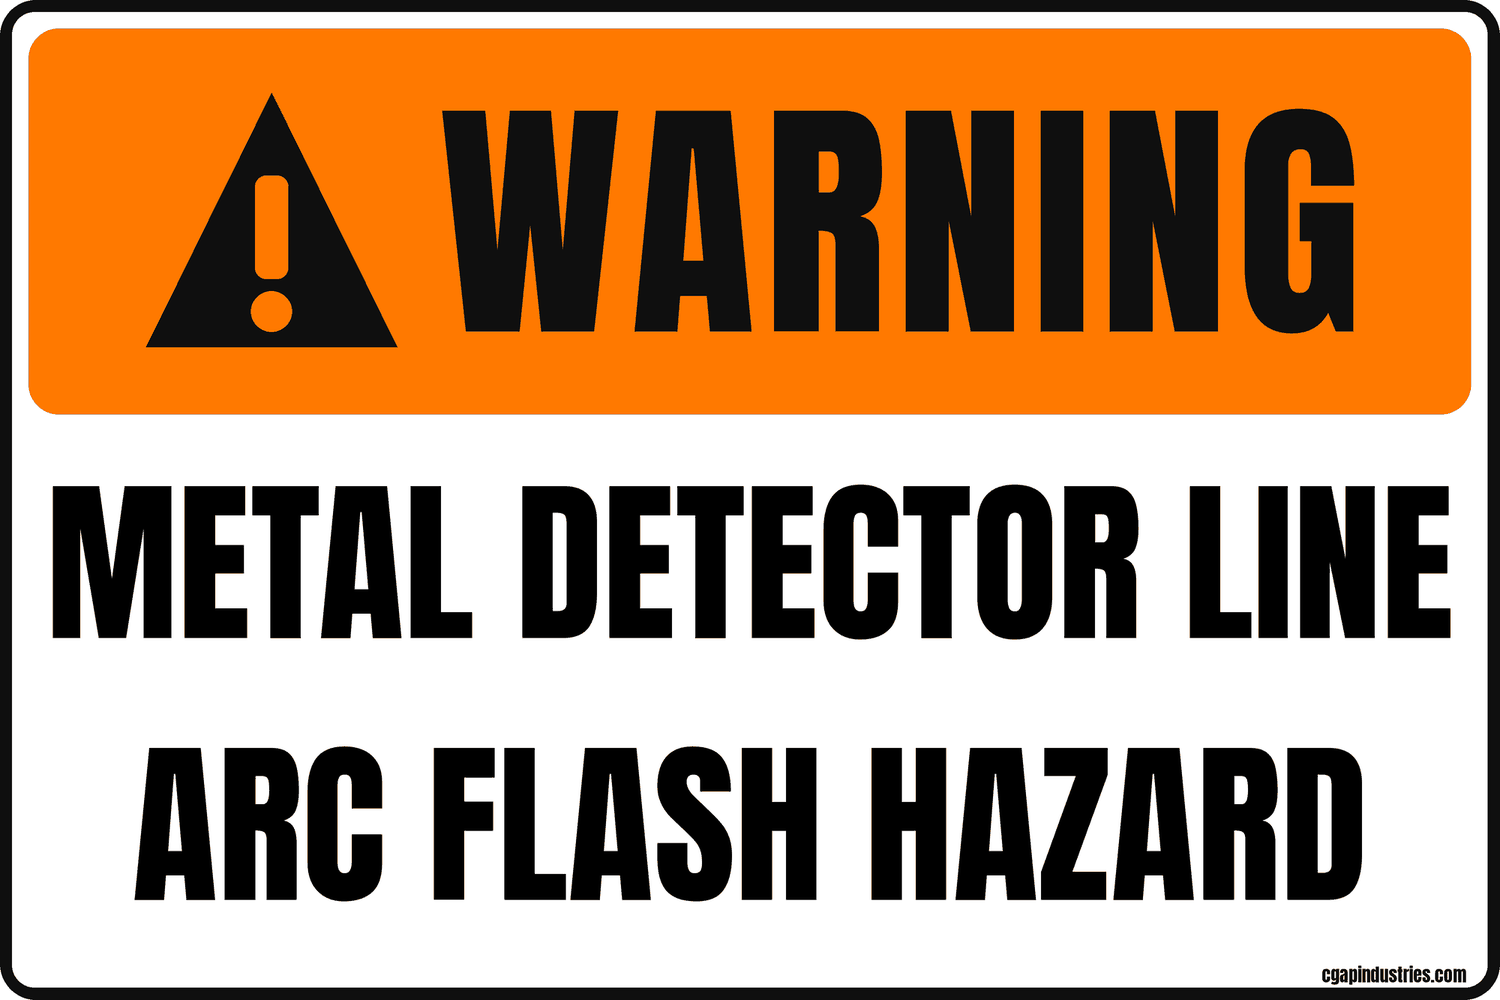 WARNING
METAL DETECTOR LINE
ARC FLASH HAZARD
cgapindustries.com